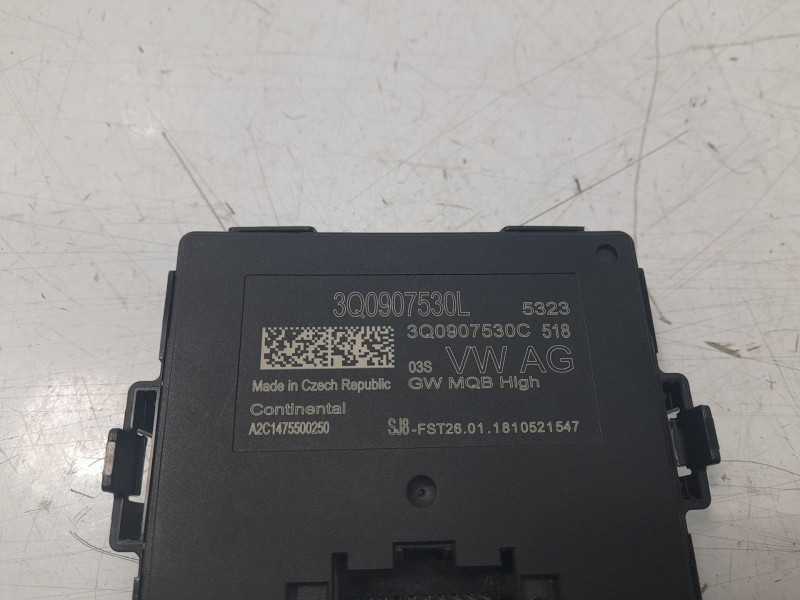 3Q0907530L 5323
3Q0907530C 518
03S VW AG
Made in Czech Republic GW MQB High
Continental
A2C1475500250 SJ8-FST26.01.1810521547